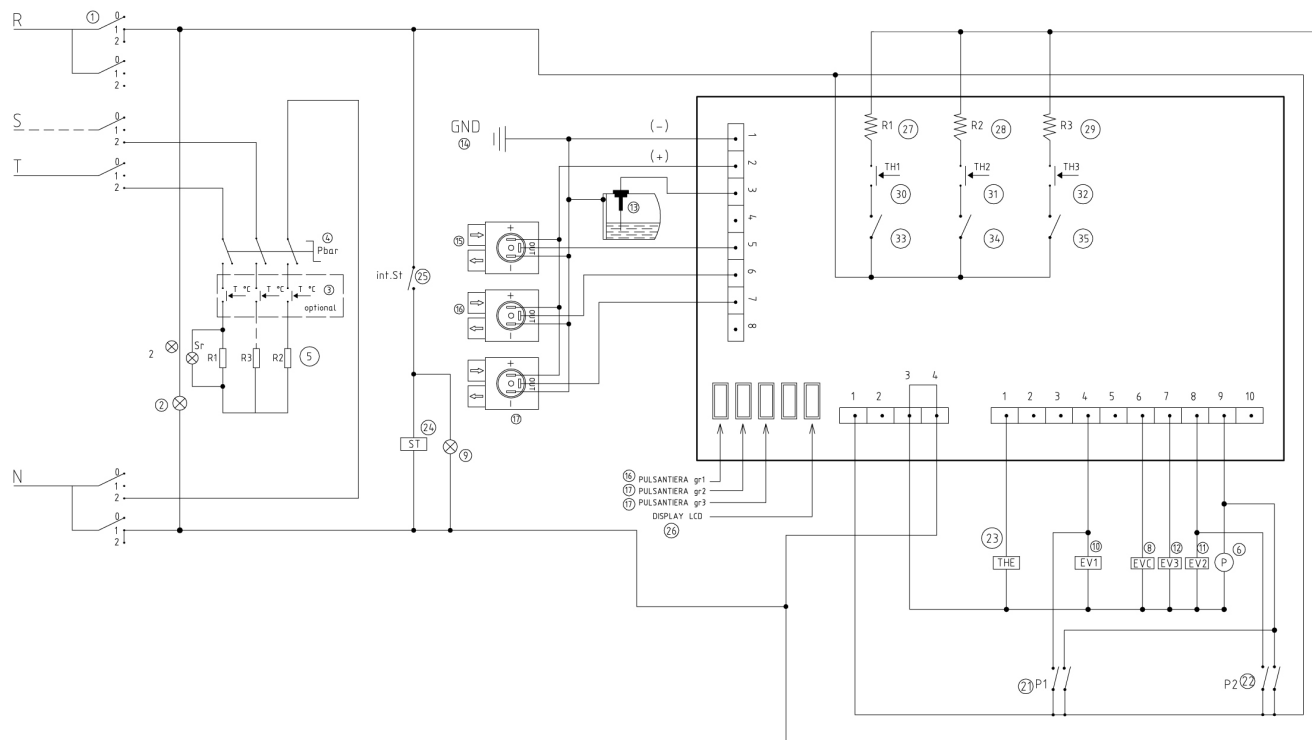 R
1
0
1
2
0
1
2
S
0
1
2
T
0
1
2
4
Pbar
T °C
T °C
T °C
3
optional
2
Sr
R1
R3
R2
5
2
N
0
1
2
0
1
2
int.St
25
24
ST
9
GND
14
(-)
(+)
13
15
+
OUT
-
16
+
OUT
-
+
OUT
-
17
1
2
3
4
5
6
7
8
R1
27
R2
28
R3
29
TH1
30
TH2
31
TH3
32
33
34
35
1 2 3 4
1 2 3 4 5 6 7 8 9 10
16 PULSANTIERA gr1
17 PULSANTIERA gr2
17 PULSANTIERA gr3
DISPLAY LCD
26
23
THE
10
EV1
8
EVC
12
EV3
11
EV2
6
P
21 P1
P2 22